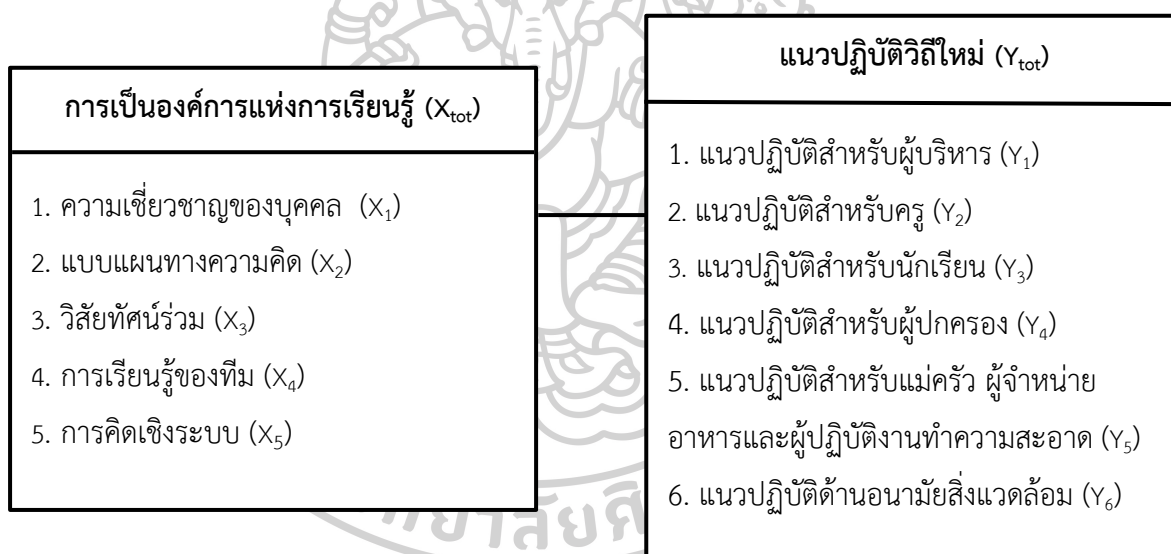 การเป็นองค์การแห่งการเรียนรู้ (X_tot)
1. ความเชี่ยวชาญของบุคคล (X₁)
2. แบบแผนทางความคิด (X₂)
3. วิสัยทัศน์ร่วม (X₃)
4. การเรียนรู้ของทีม (X₄)
5. การคิดเชิงระบบ (X₅)
แนวปฏิบัติวิถีใหม่ (Y_tot)
1. แนวปฏิบัติสำหรับผู้บริหาร (Y₁)
2. แนวปฏิบัติสำหรับครู (Y₂)
3. แนวปฏิบัติสำหรับนักเรียน (Y₃)
4. แนวปฏิบัติสำหรับผู้ปกครอง (Y₄)
5. แนวปฏิบัติสำหรับแม่ครัว ผู้จำหน่าย
อาหารและผู้ปฏิบัติงานทำความสะอาด (Y₅)
6. แนวปฏิบัติด้านอนามัยสิ่งแวดล้อม (Y₆)